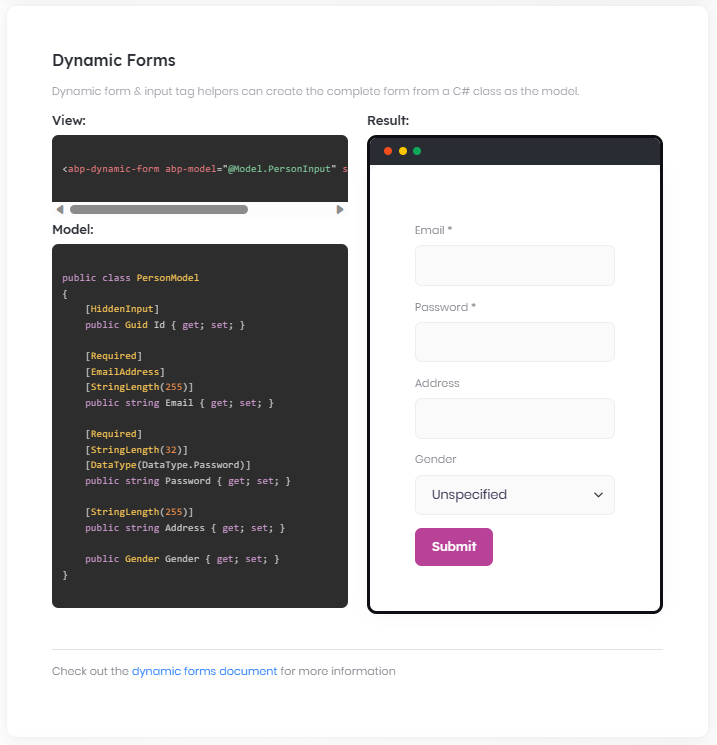 Dynamic Forms
Dynamic form & input tag helpers can create the complete form from a C# class as the model.
View:
<abp-dynamic-form abp-model="@Model.PersonInput" s
Model:
public class PersonModel
{
    [HiddenInput]
    public Guid Id { get; set; }

    [Required]
    [EmailAddress]
    [StringLength(255)]
    public string Email { get; set; }

    [Required]
    [StringLength(32)]
    [DataType(DataType.Password)]
    public string Password { get; set; }

    [StringLength(255)]
    public string Address { get; set; }

    public Gender Gender { get; set; }
}
Result:
Email *
Password *
Address
Gender
Unspecified
Submit
Check out the dynamic forms document for more information